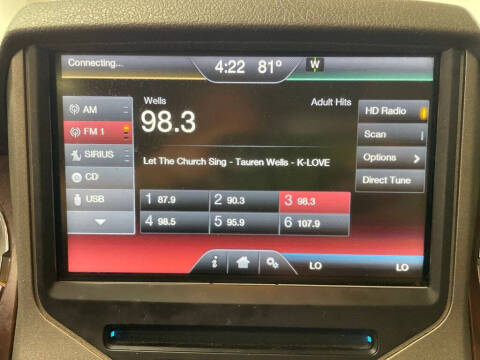 Connecting...
4:22 81°
W
AM
FM 1
SIRIUS
CD
USB
Wells
Adult Hits
98.3
Let The Church Sing - Tauren Wells - K-LOVE
1 87.9
2 90.3
3 98.3
4 98.5
5 95.9
6 107.9
HD Radio
Scan
Options
Direct Tune
i
LO
LO